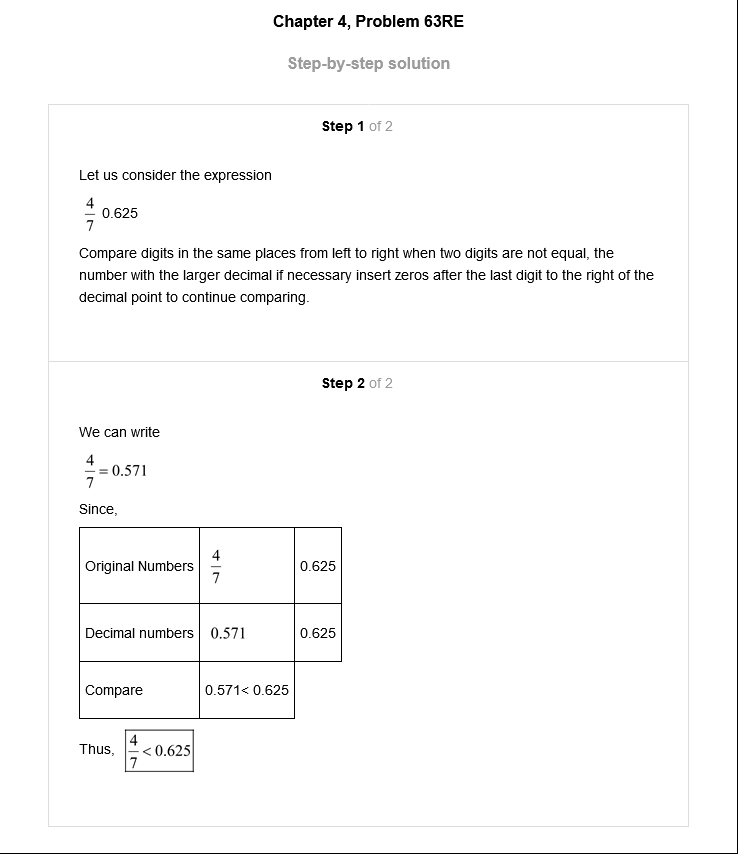 Chapter 4, Problem 63RE
Step-by-step solution
Step 1 of 2
Let us consider the expression
4/7 0.625
Compare digits in the same places from left to right when two digits are not equal, the
number with the larger decimal if necessary insert zeros after the last digit to the right of the
decimal point to continue comparing.
Step 2 of 2
We can write
4/7 = 0.571
Since,
Original Numbers 4/7 0.625
Decimal numbers 0.571 0.625
Compare 0.571< 0.625
Thus, 4/7 < 0.625